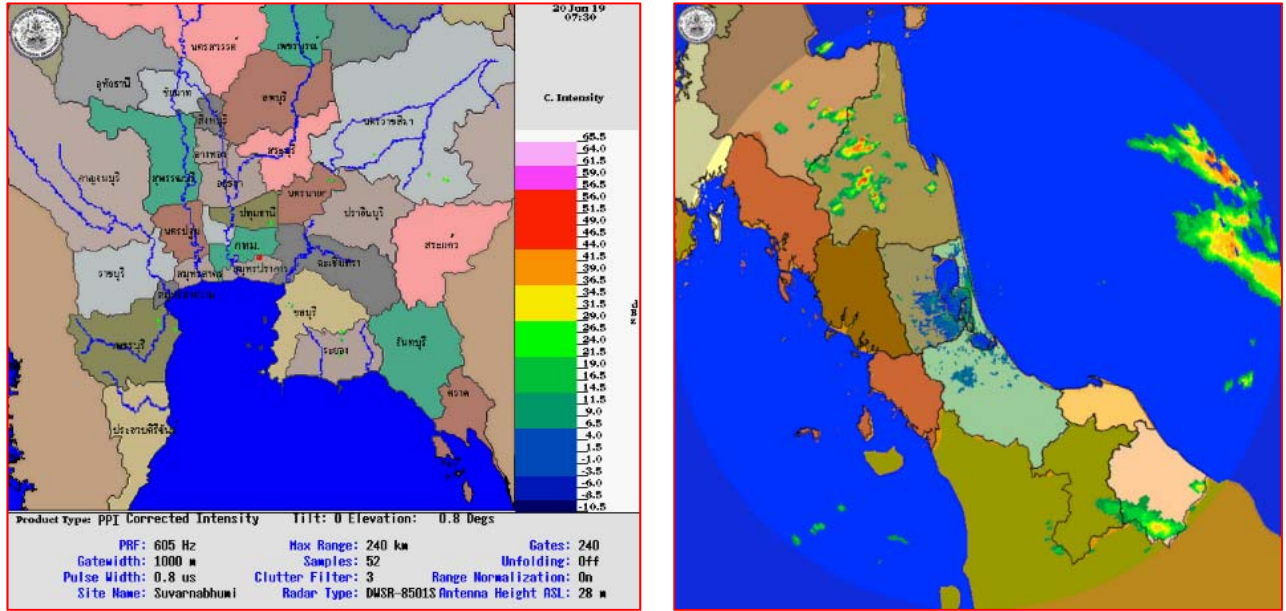 20 Jun 19
07:30
C. Intensity
65.5
64.0
61.5
59.0
56.5
56.0
51.5
49.0
46.5
44.0
41.5
39.0
36.5
34.5
31.5
29.0
26.5
24.0
21.5
19.0
16.5
14.5
11.5
9.0
6.5
4.0
1.5
-1.0
-3.5
-6.0
-8.5
-10.5
นครสวรรค์
เพชรบูรณ์
อุทัยธานี
ชัยนาท
ลพบุรี
สิงห์บุรี
นครราชสีมา
อ่างทอง
สระบุรี
กาญจนบุรี
สุพรรณบุรี
อยุธยา
นครนายก
ปทุมธานี
ปราจีนบุรี
นครปฐม
กทม.
สระแก้ว
ราชบุรี
สมุทรสาคร
สมุทรปราการ
ฉะเชิงเทรา
สมุทรสงคราม
ชลบุรี
เพชรบุรี
ระยอง
จันทบุรี
ตราด
ประจวบคีรีขันธ์
Product Type: PPI Corrected Intensity Tilt: 0 Elevation: 0.8 Degs
PRF: 605 Hz Max Range: 240 km Gates: 240
Gatewidth: 1000 m Samples: 52 Unfolding: Off
Pulse Width: 0.8 us Clutter Filter: 3 Range Normalization: On
Site Name: Suvarnabhumi Radar Type: DWSR-8501S Antenna Height ASL: 28 m